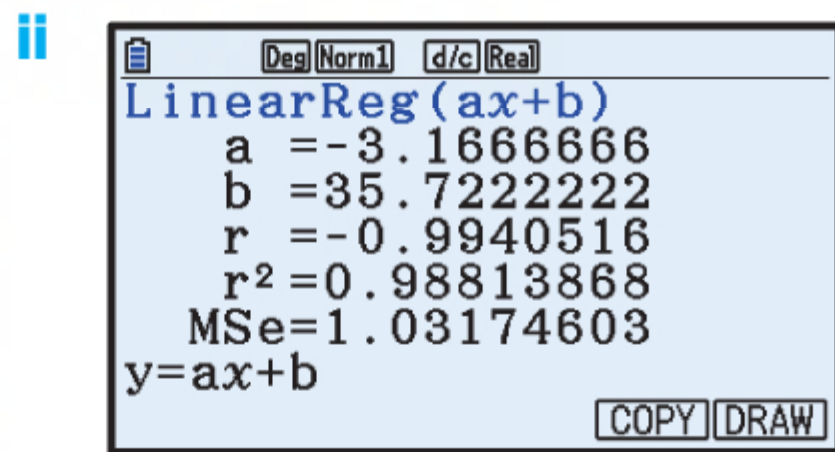 ii
Deg Norm1 d/c Real
LinearReg(ax+b)
a =-3.1666666
b =35.7222222
r =-0.9940516
r²=0.98813868
MSe=1.03174603
y=ax+b
COPY DRAW